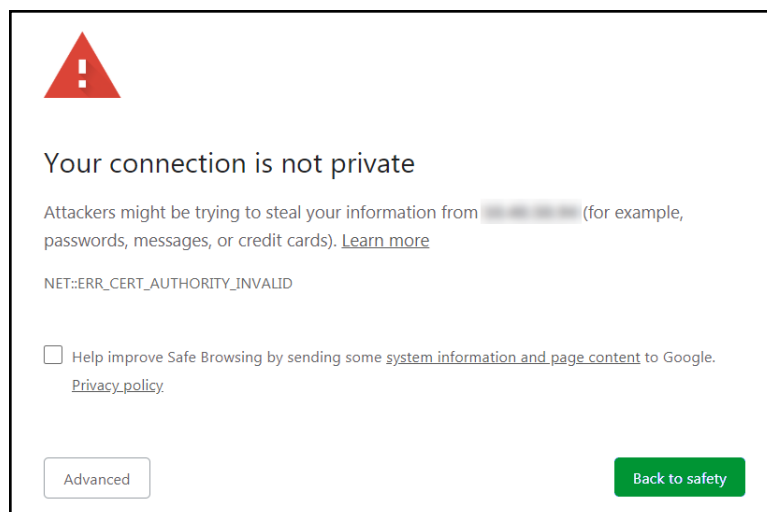 Your connection is not private
Attackers might be trying to steal your information from (for example,
passwords, messages, or credit cards). Learn more
NET::ERR_CERT_AUTHORITY_INVALID
Help improve Safe Browsing by sending some system information and page content to Google.
Privacy policy
Advanced
Back to safety